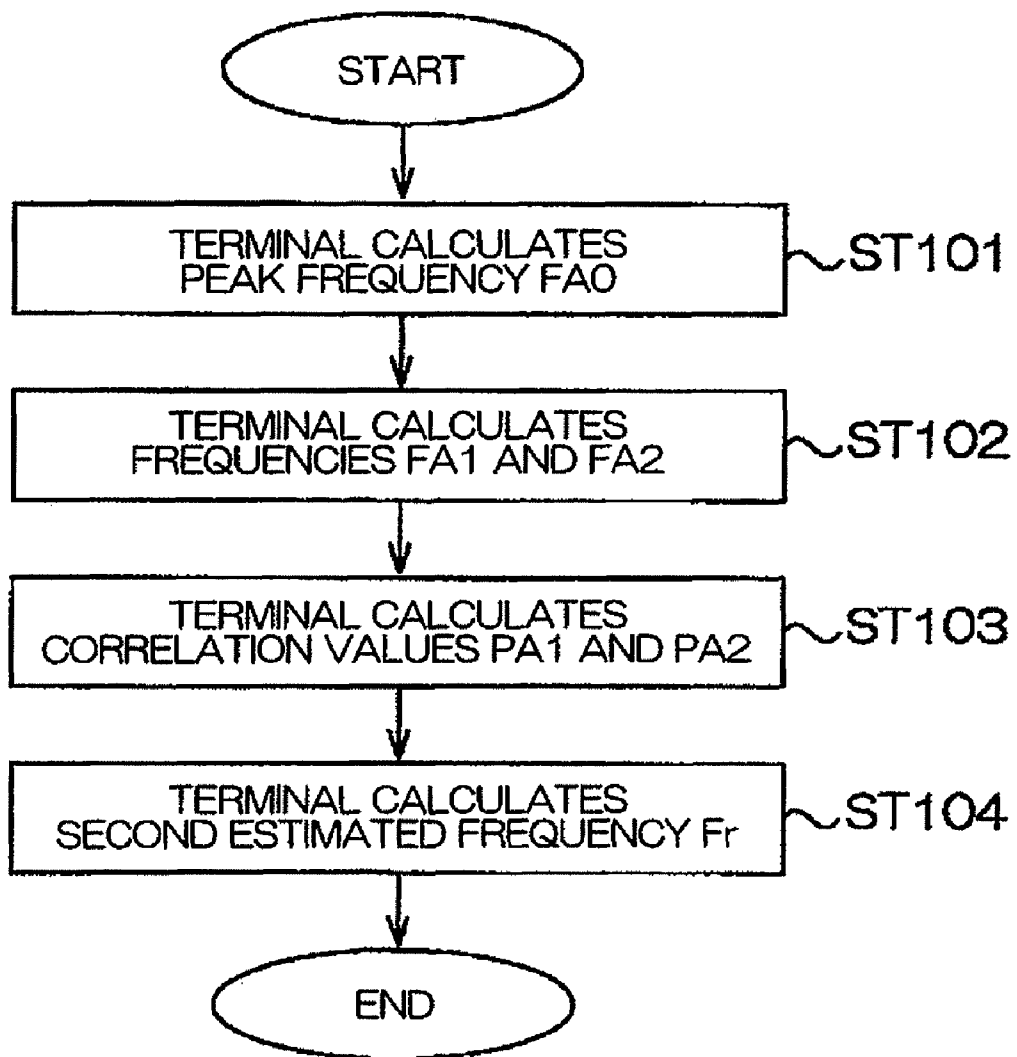 START
TERMINAL CALCULATES
PEAK FREQUENCY FA0
ST101
TERMINAL CALCULATES
FREQUENCIES FA1 AND FA2
ST102
TERMINAL CALCULATES
CORRELATION VALUES PA1 AND PA2
ST103
TERMINAL CALCULATES
SECOND ESTIMATED FREQUENCY Fr
ST104
END